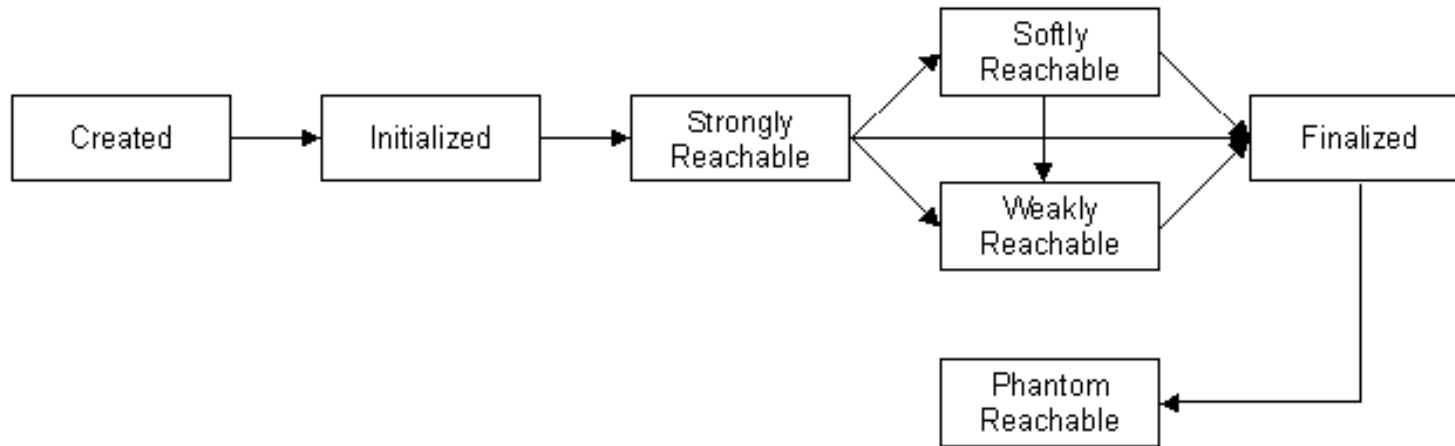 Created
Initialized
Strongly
Reachable
Softly
Reachable
Weakly
Reachable
Finalized
Phantom
Reachable